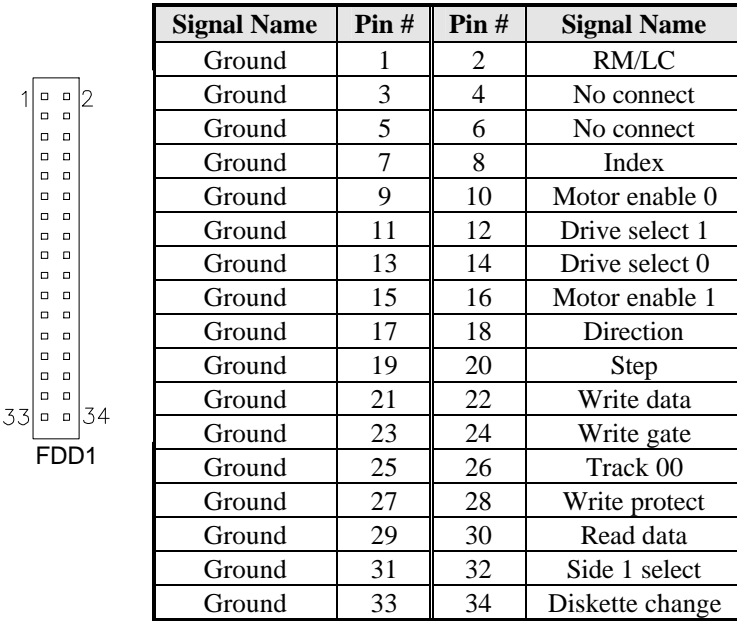 1 2
33 34
FDD1
Signal Name Pin # Pin # Signal Name
Ground 1 2 RM/LC
Ground 3 4 No connect
Ground 5 6 No connect
Ground 7 8 Index
Ground 9 10 Motor enable 0
Ground 11 12 Drive select 1
Ground 13 14 Drive select 0
Ground 15 16 Motor enable 1
Ground 17 18 Direction
Ground 19 20 Step
Ground 21 22 Write data
Ground 23 24 Write gate
Ground 25 26 Track 00
Ground 27 28 Write protect
Ground 29 30 Read data
Ground 31 32 Side 1 select
Ground 33 34 Diskette change